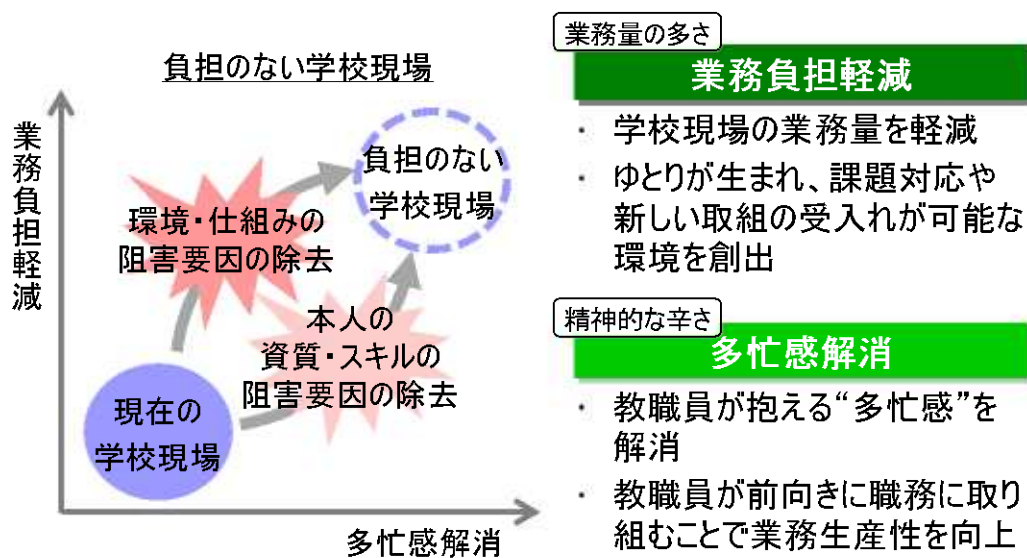 負担のない学校現場
業務負担軽減
負担のない
学校現場
環境・仕組みの
阻害要因の除去
本人の
資質・スキルの
阻害要因の除去
現在の
学校現場
多忙感解消
業務量の多さ
業務負担軽減
・ 学校現場の業務量を軽減
・ ゆとりが生まれ、課題対応や
新しい取組の受入れが可能な
環境を創出
精神的な辛さ
多忙感解消
・ 教職員が抱える“多忙感”を
解消
・ 教職員が前向きに職務に取り
組むことで業務生産性を向上